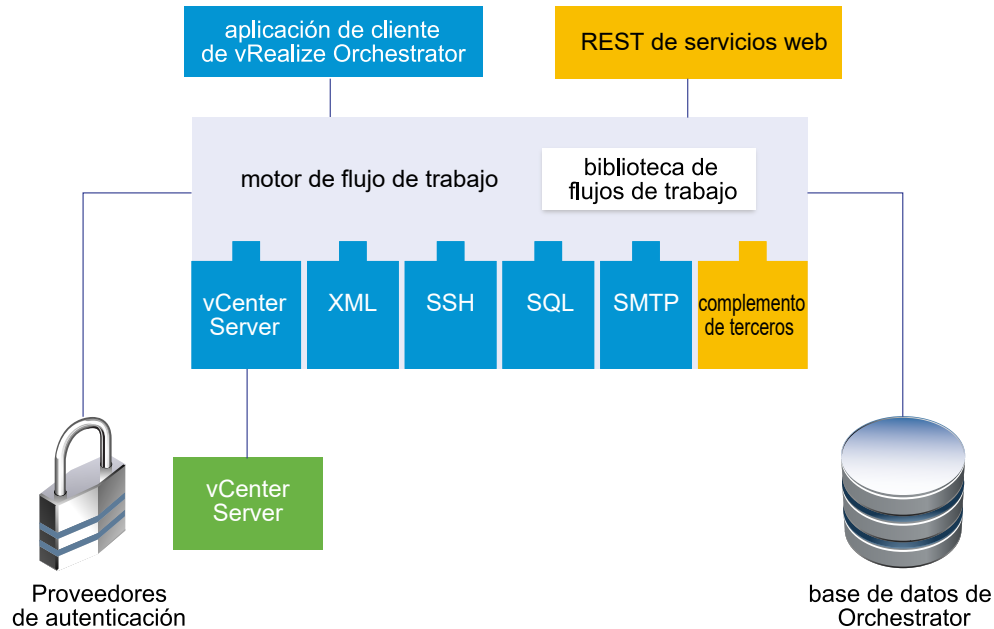 aplicación de cliente
de vRealize Orchestrator
REST de servicios web
motor de flujo de trabajo
biblioteca de
flujos de trabajo
vCenter
Server
XML
SSH
SQL
SMTP
complemento
de terceros
vCenter
Server
Proveedores
de autenticación
base de datos de
Orchestrator